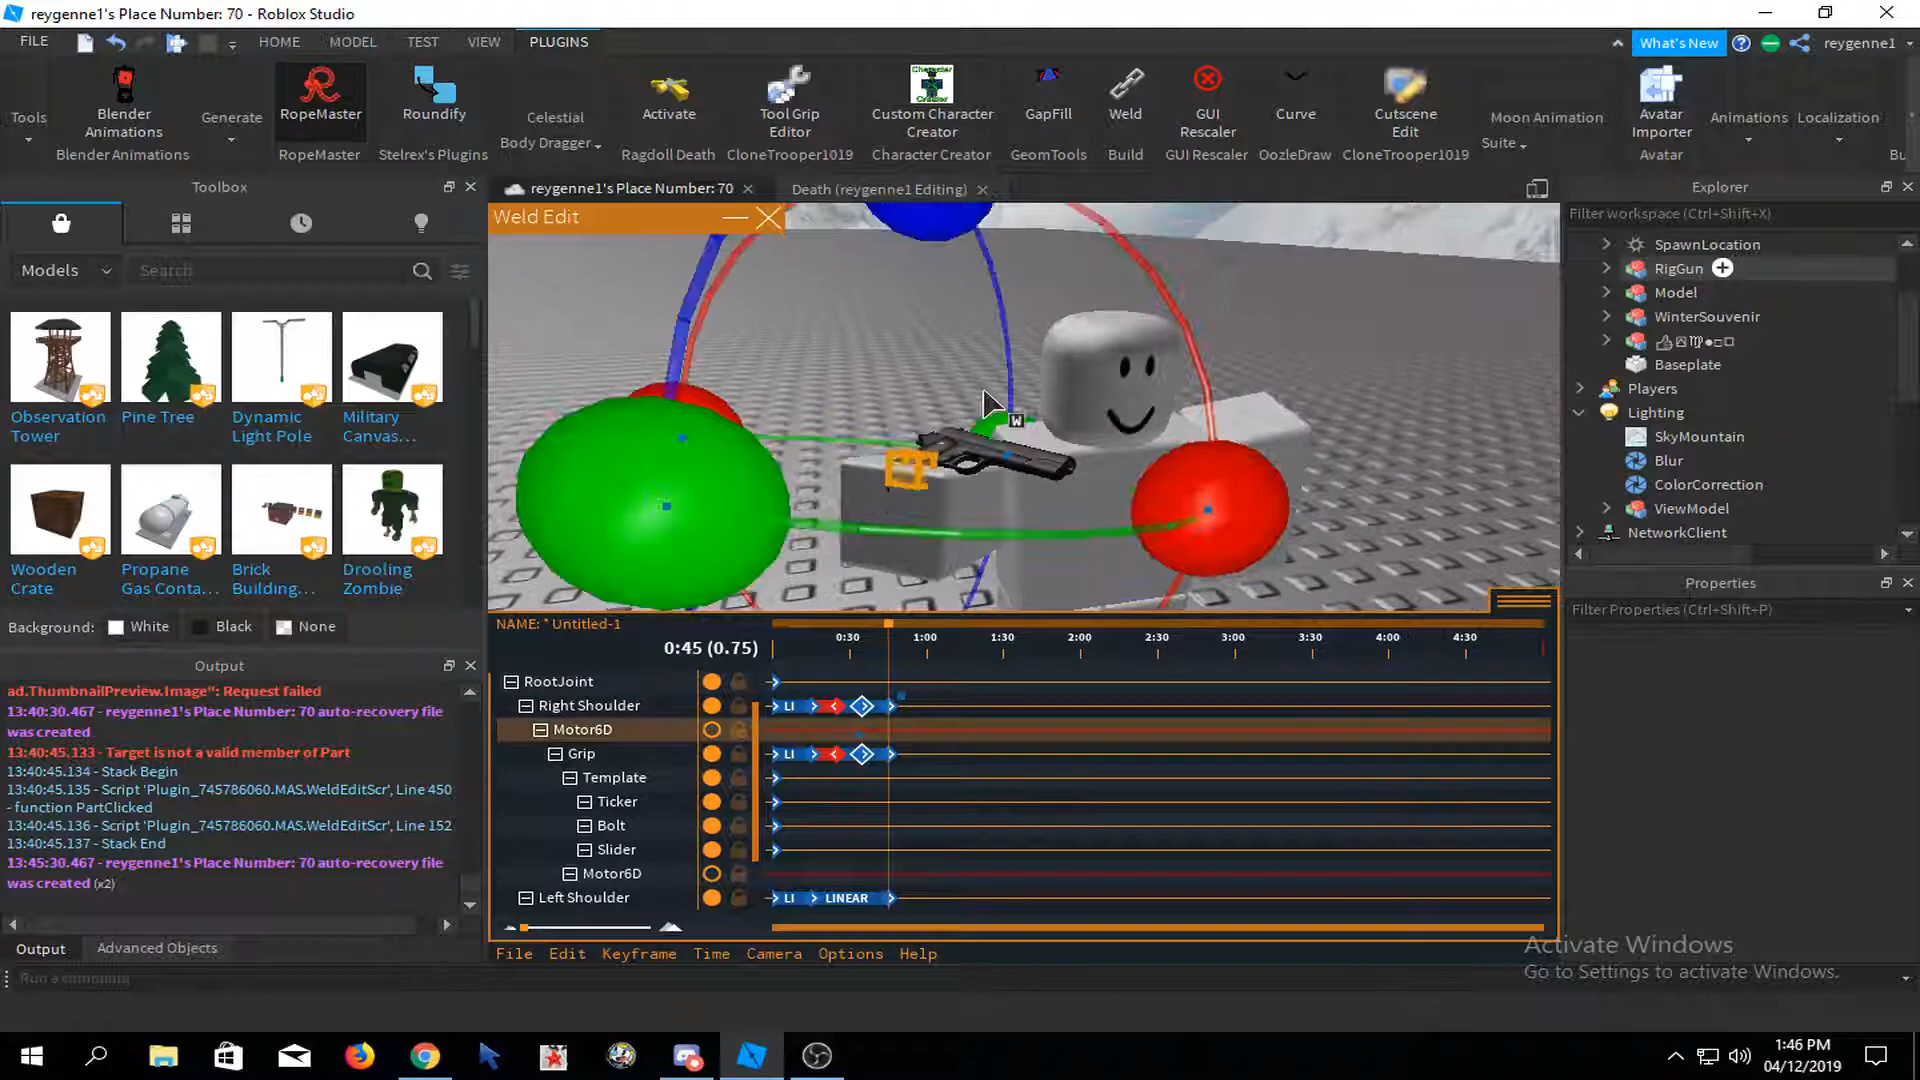 reygenne1's Place Number: 70 - Roblox Studio
FILE
HOME
MODEL
TEST
VIEW
PLUGINS
What's New
reygenne1
Tools
Blender
Animations
Blender Animations
Generate
RopeMaster
RopeMaster
Roundify
Stelrex's Plugins
Celestial
Body Dragger
Activate
Ragdoll Death
Tool Grip
Editor
CloneTrooper1019
Character
Creator
Custom Character
Creator
Character Creator
GapFill
GeomTools
Weld
Build
GUI
Rescaler
GUI Rescaler
Curve
OozleDraw
Cutscene
Edit
CloneTrooper1019
Moon Animation
Suite
Avatar
Importer
Avatar
Animations
Localization
Bu
Toolbox
reygenne1's Place Number: 70
Death (reygenne1 Editing)
Explorer
Filter workspace (Ctrl+Shift+X)
Models
Search
Observation
Tower
Pine Tree
Dynamic
Light Pole
Military
Canvas...
Wooden
Crate
Propane
Gas Conta...
Brick
Building...
Drooling
Zombie
Background:
White
Black
None
Weld Edit
W
SpawnLocation
RigGun
Model
WinterSouvenir
Baseplate
Players
Lighting
SkyMountain
Blur
ColorCorrection
ViewModel
NetworkClient
Properties
Filter Properties (Ctrl+Shift+P)
Output
ad.ThumbnailPreview.Image": Request failed
13:40:30.467 - reygenne1's Place Number: 70 auto-recovery file
was created
13:40:45.133 - Target is not a valid member of Part
13:40:45.134 - Stack Begin
13:40:45.135 - Script 'Plugin_745786060.MAS.WeldEditScr', Line 450
- function PartClicked
13:40:45.136 - Script 'Plugin_745786060.MAS.WeldEditScr', Line 152
13:40:45.137 - Stack End
13:45:30.467 - reygenne1's Place Number: 70 auto-recovery file
was created (x2)
Output
Advanced Objects
Run a command
NAME: * Untitled-1
0:45 (0.75)
0:30
1:00
1:30
2:00
2:30
3:00
3:30
4:00
4:30
RootJoint
Right Shoulder
LI
Motor6D
Grip
LI
Template
Ticker
Bolt
Slider
Motor6D
Left Shoulder
LI
LINEAR
File
Edit
Keyframe
Time
Camera
Options
Help
Activate Windows
Go to Settings to activate Windows.
1:46 PM
04/12/2019